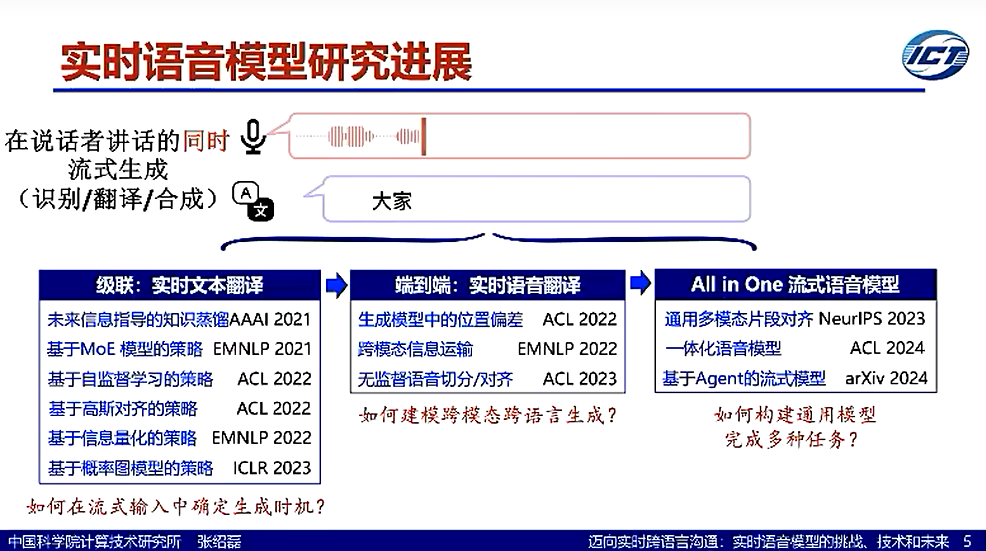 实时语音模型研究进展
ICT
在说话者讲话的同时
流式生成
（识别/翻译/合成）
A
文
大家
级联：实时文本翻译
未来信息指导的知识蒸馏AAAI 2021
基于MoE 模型的策略 EMNLP 2021
基于自监督学习的策略 ACL 2022
基于高斯对齐的策略 ACL 2022
基于信息量化的策略 EMNLP 2022
基于概率图模型的策略 ICLR 2023
如何在流式输入中确定生成时机？
端到端：实时语音翻译
生成模型中的位置偏差 ACL 2022
跨模态信息运输 EMNLP 2022
无监督语音切分/对齐 ACL 2023
如何建模跨模态跨语言生成？
All in One 流式语音模型
通用多模态片段对齐 NeurIPS 2023
一体化语音模型 ACL 2024
基于Agent的流式模型 arXiv 2024
如何构建通用模型
完成多种任务？
中国科学院计算技术研究所 张绍磊
迈向实时跨语言沟通：实时语音模型的挑战、技术和未来 5